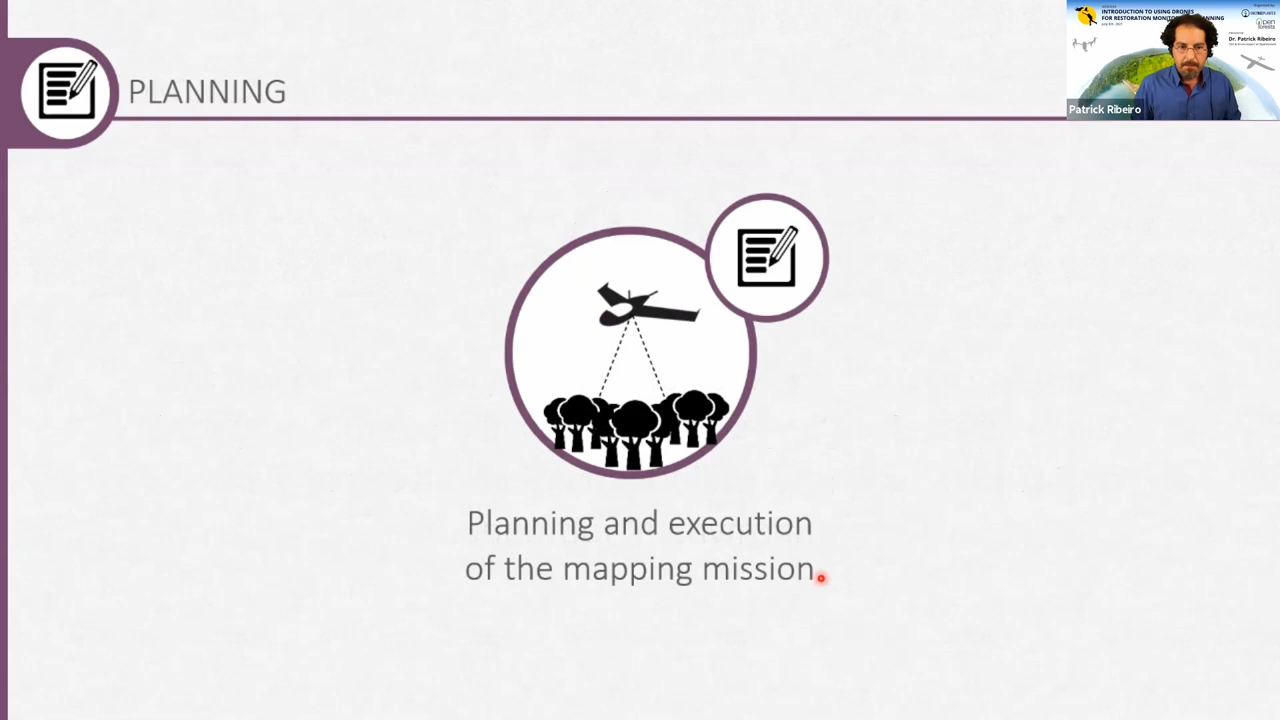 PLANNING
INTRODUCTION TO USING DRONES
FOR RESTORATION
Dr. Patrick Ribeiro
Patrick Ribeiro
Planning and execution
of the mapping mission